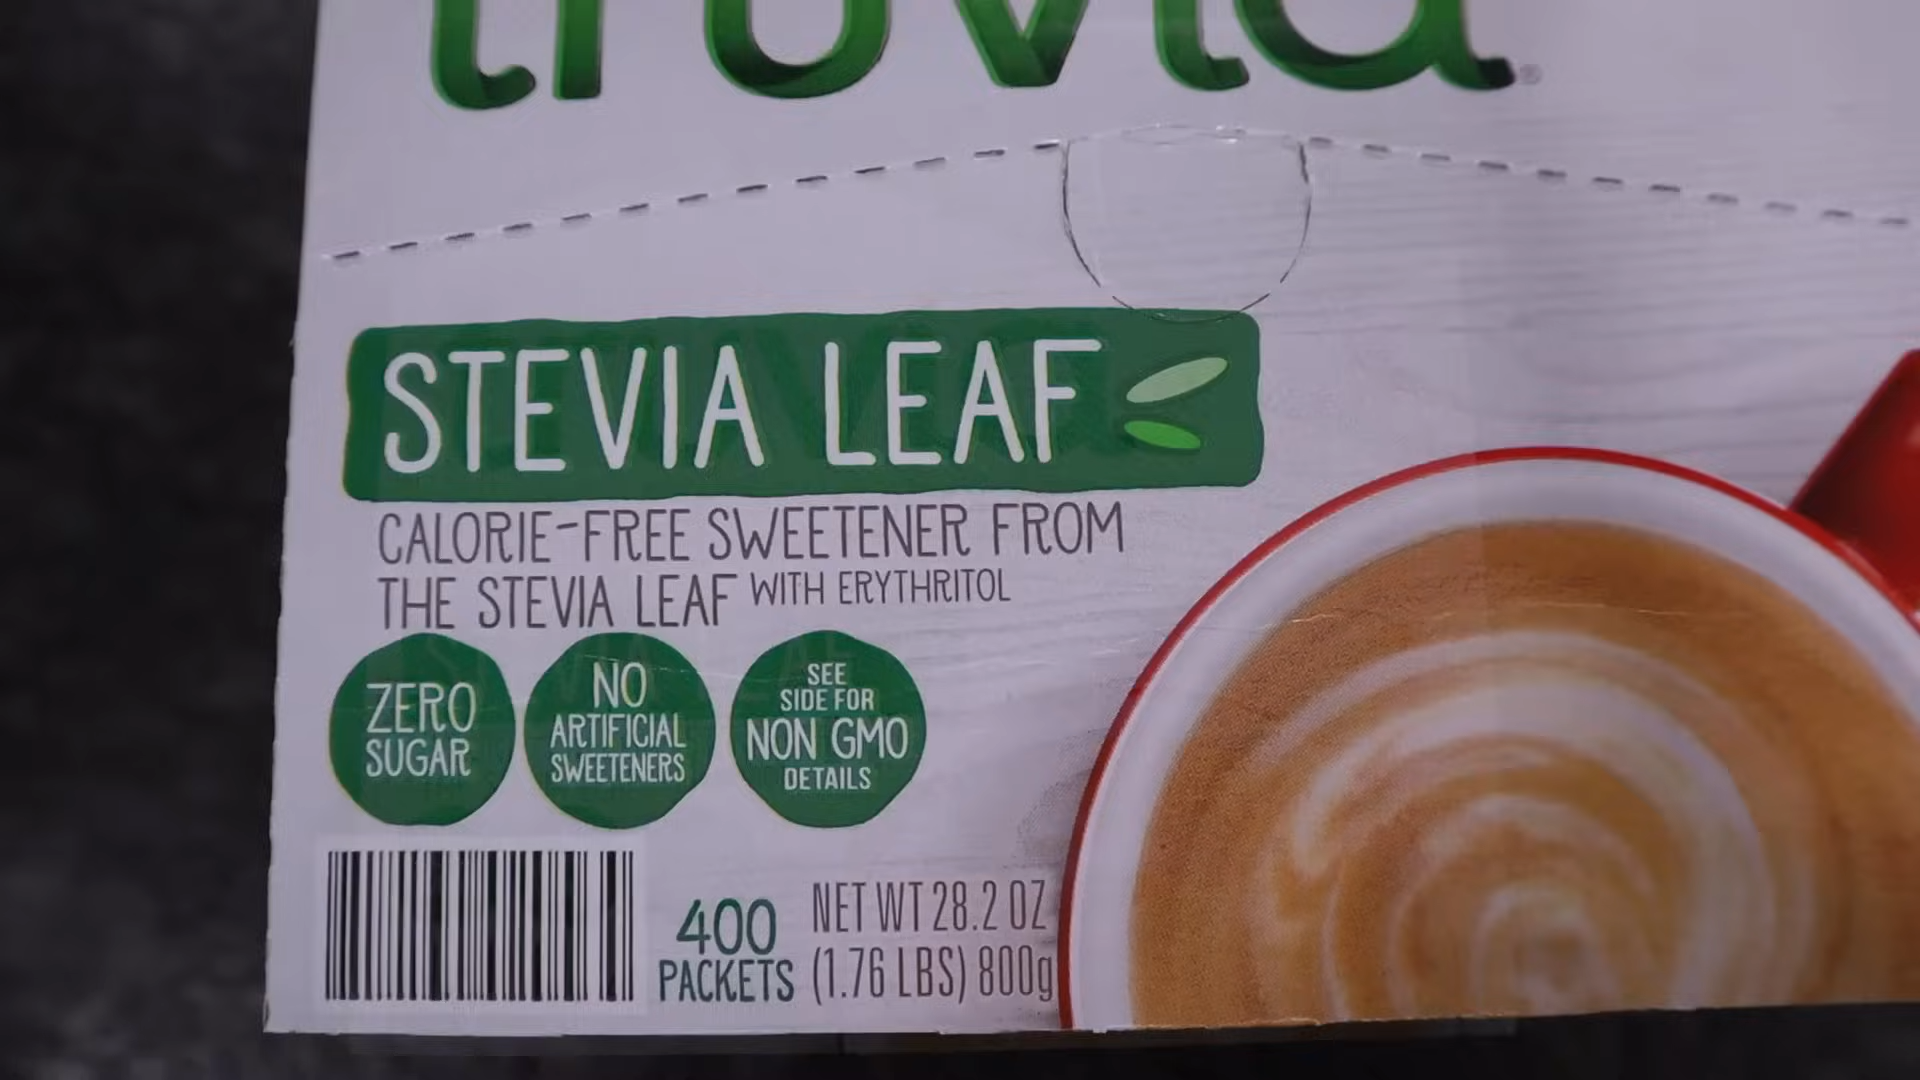 truvia®
STEVIA LEAF
CALORIE-FREE SWEETENER FROM
THE STEVIA LEAF WITH ERYTHRITOL
ZERO
SUGAR
NO
ARTIFICIAL
SWEETENERS
SEE
SIDE FOR
NON GMO
DETAILS
400
PACKETS
NET WT 28.2 OZ
(1.76 LBS) 800g